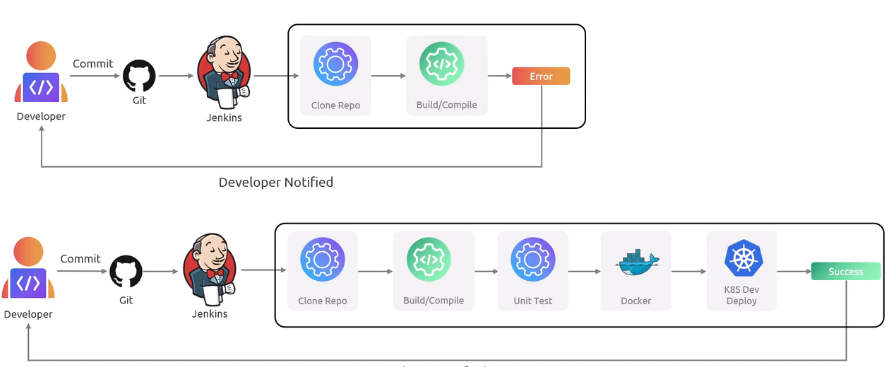 Commit
Developer
Git
Jenkins
Clone Repo
Build/Compile
Error
Developer Notified
Commit
Developer
Git
Jenkins
Clone Repo
Build/Compile
Unit Test
Docker
K8S Dev
Deploy
Success